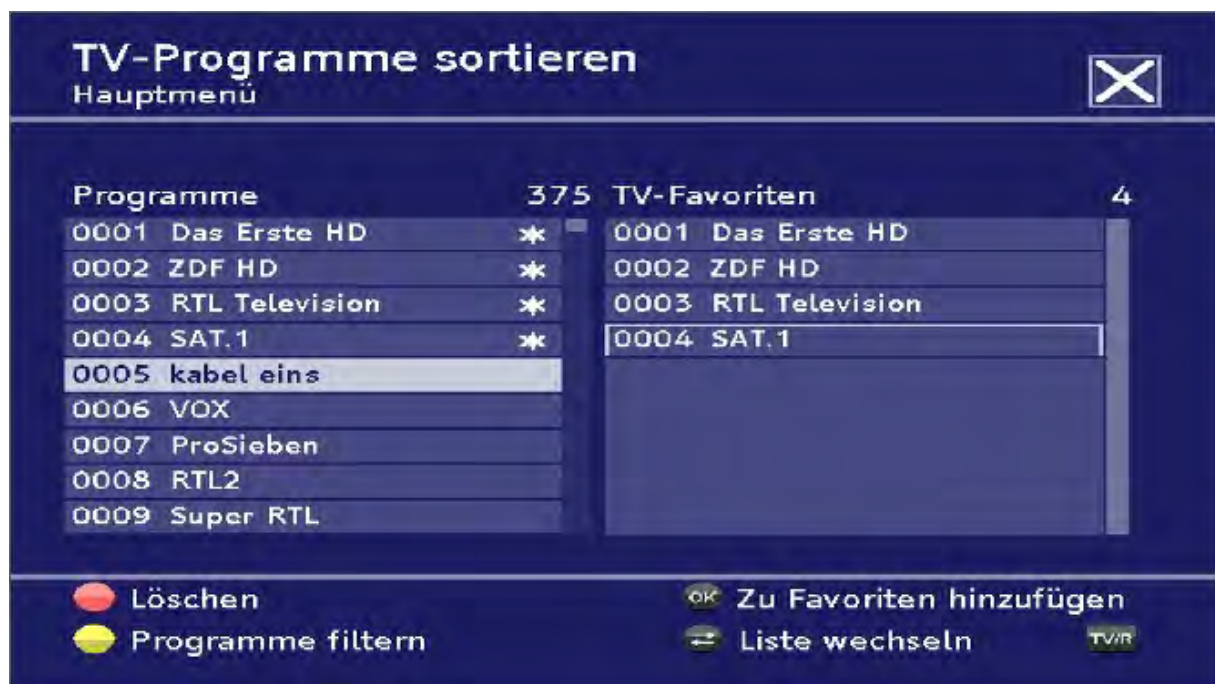 TV-Programme sortieren
Hauptmenü
Programme 375
0001 Das Erste HD
0002 ZDF HD
0003 RTL Television
0004 SAT.1
0005 kabel eins
0006 VOX
0007 ProSieben
0008 RTL2
0009 Super RTL
TV-Favoriten 4
0001 Das Erste HD
0002 ZDF HD
0003 RTL Television
0004 SAT.1
Löschen
OK Zu Favoriten hinzufügen
Programme filtern
Liste wechseln TV/R